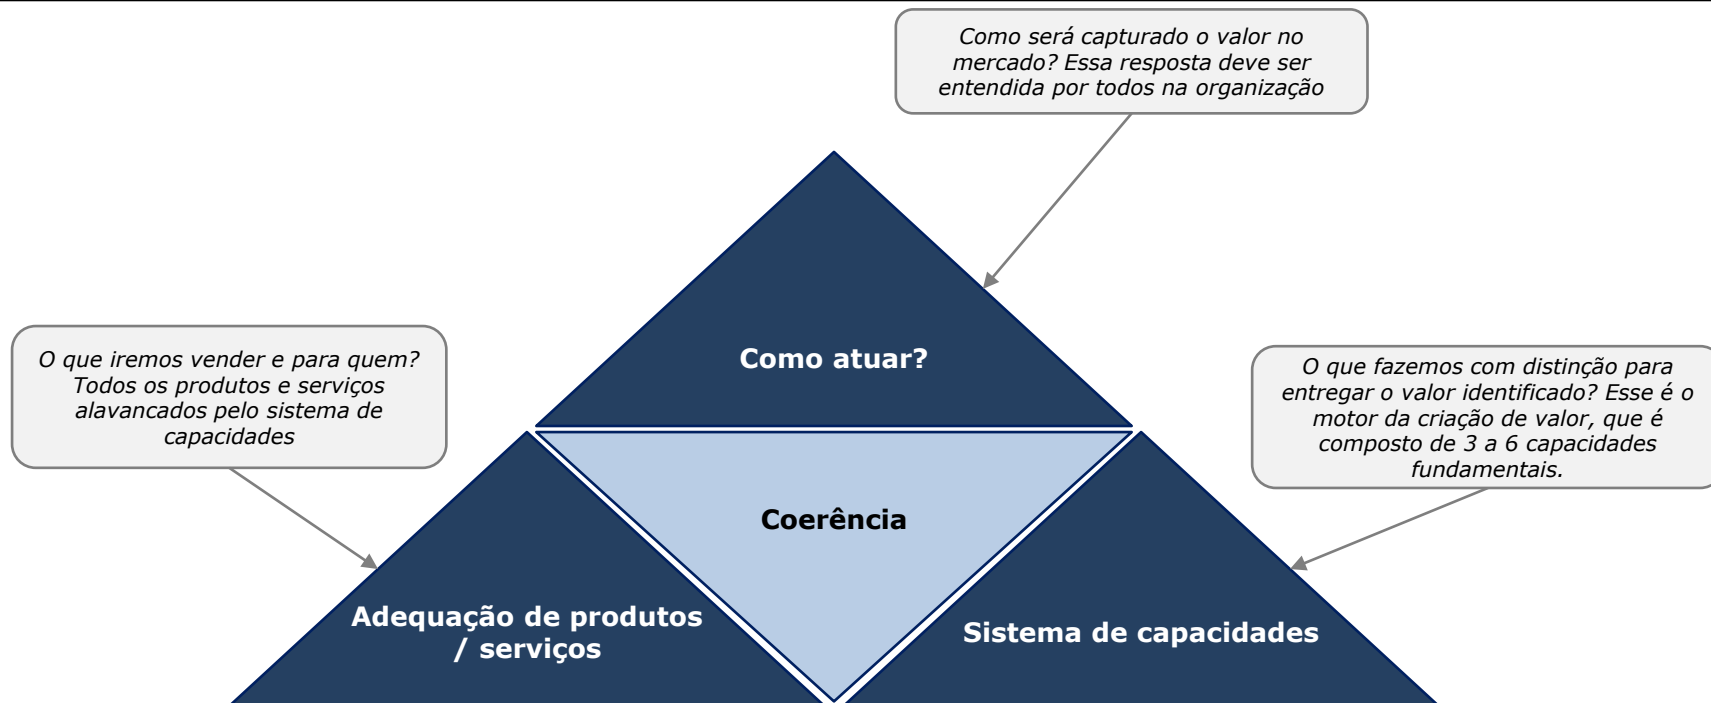 Como será capturado o valor no
mercado? Essa resposta deve ser
entendida por todos na organização
Como atuar?
O que iremos vender e para quem?
Todos os produtos e serviços
alavancados pelo sistema de
capacidades
O que fazemos com distinção para
entregar o valor identificado? Esse é o
motor da criação de valor, que é
composto de 3 a 6 capacidades
fundamentais.
Coerência
Adequação de produtos
/ serviços
Sistema de capacidades